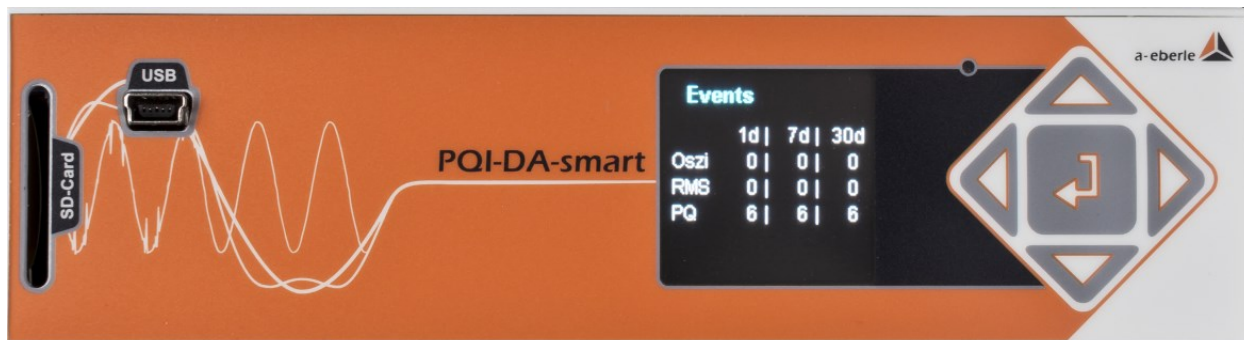 USB
SD-Card
PQI-DA-smart
Events
1d| 7d| 30d
Oszi 0| 0| 0
RMS 0| 0| 0
PQ 6| 6| 6
a-eberle